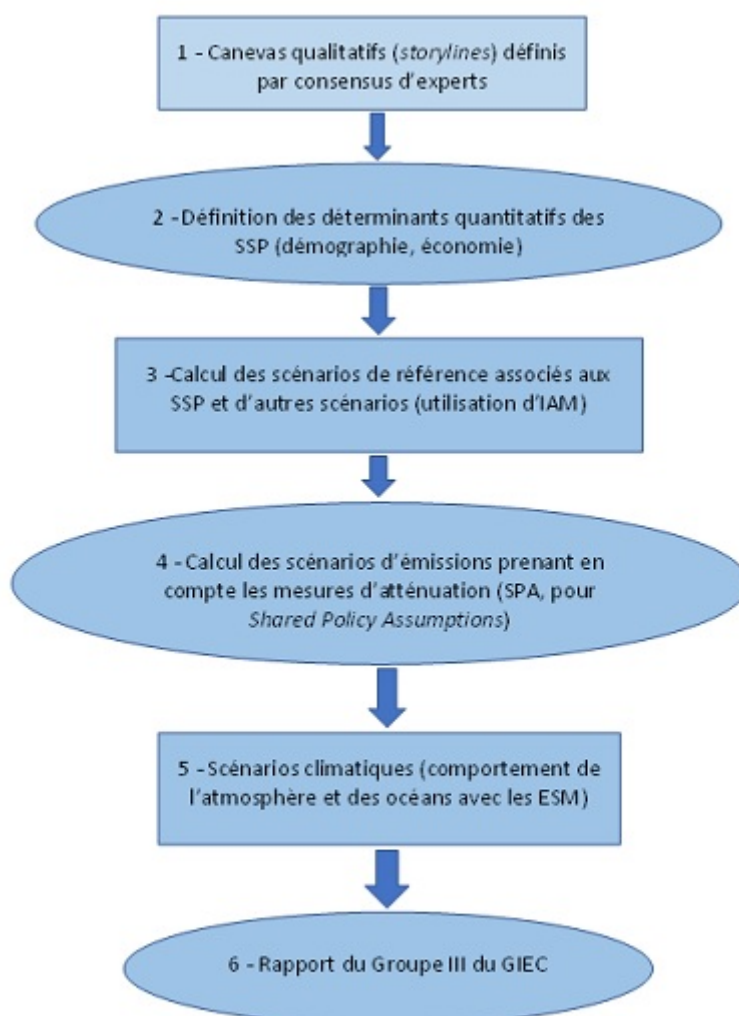 1 - Canevas qualitatifs (storylines) définis
par consensus d'experts
2 - Définition des déterminants quantitatifs des
SSP (démographie, économie)
3 -Calcul des scénarios de référence associés aux
SSP et d'autres scénarios (utilisation d'IAM)
4 - Calcul des scénarios d'émissions prenant en
compte les mesures d'atténuation (SPA, pour
Shared Policy Assumptions)
5 - Scénarios climatiques (comportement de
l'atmosphère et des océans avec les ESM)
6 - Rapport du Groupe III du GIEC